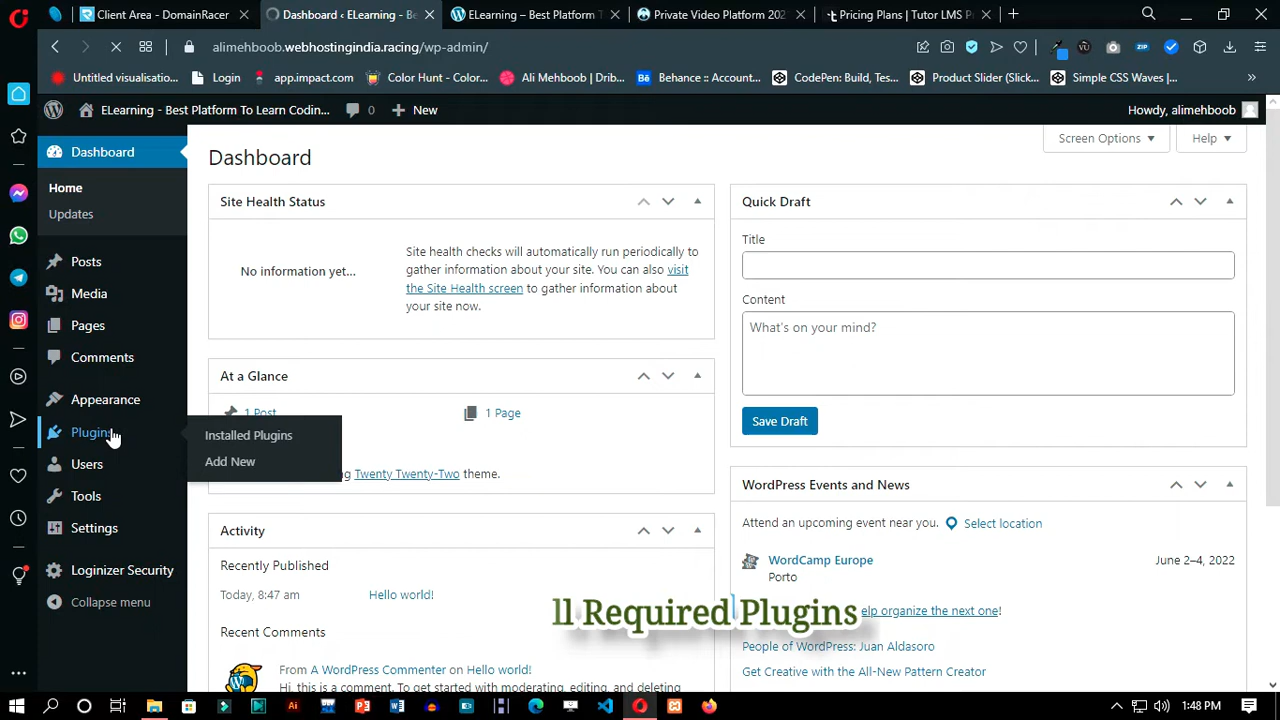 Client Area - DomainRacer
Dashboard ‹ ELearning - Be
ELearning – Best Platform T
Private Video Platform 202
Pricing Plans | Tutor LMS P
alimehboob.webhostingindia.racing/wp-admin/
Untitled visualisatio...
Login
app.impact.com
Color Hunt - Color...
Ali Mehboob | Drib...
Behance :: Account...
CodePen: Build, Tes...
Product Slider (Slick...
Simple CSS Waves |...
ELearning - Best Platform To Learn Coding...
0
New
Howdy, alimehboob
Dashboard
Home
Updates
Posts
Media
Pages
Comments
Appearance
Plugins
Users
Tools
Settings
Loginizer Security
Collapse menu
Installed Plugins
Add New
Dashboard
Screen Options
Help
Site Health Status
No information yet...
Site health checks will automatically run periodically to
gather information about your site. You can also visit
the Site Health screen to gather information about
your site now.
At a Glance
1 Post
1 Page
ng Twenty Twenty-Two theme.
Activity
Recently Published
Today, 8:47 am
Hello world!
Recent Comments
From A WordPress Commenter on Hello world!
Hi, this is a comment. To get started with moderating, editing, and deleting
Quick Draft
Title
Content
What's on your mind?
Save Draft
WordPress Events and News
Attend an upcoming event near you.
Select location
WordCamp Europe
June 2–4, 2022
Porto
elp organize the next one!
People of WordPress: Juan Aldasoro
Get Creative with the All-New Pattern Creator
ll Required Plugins
1:48 PM